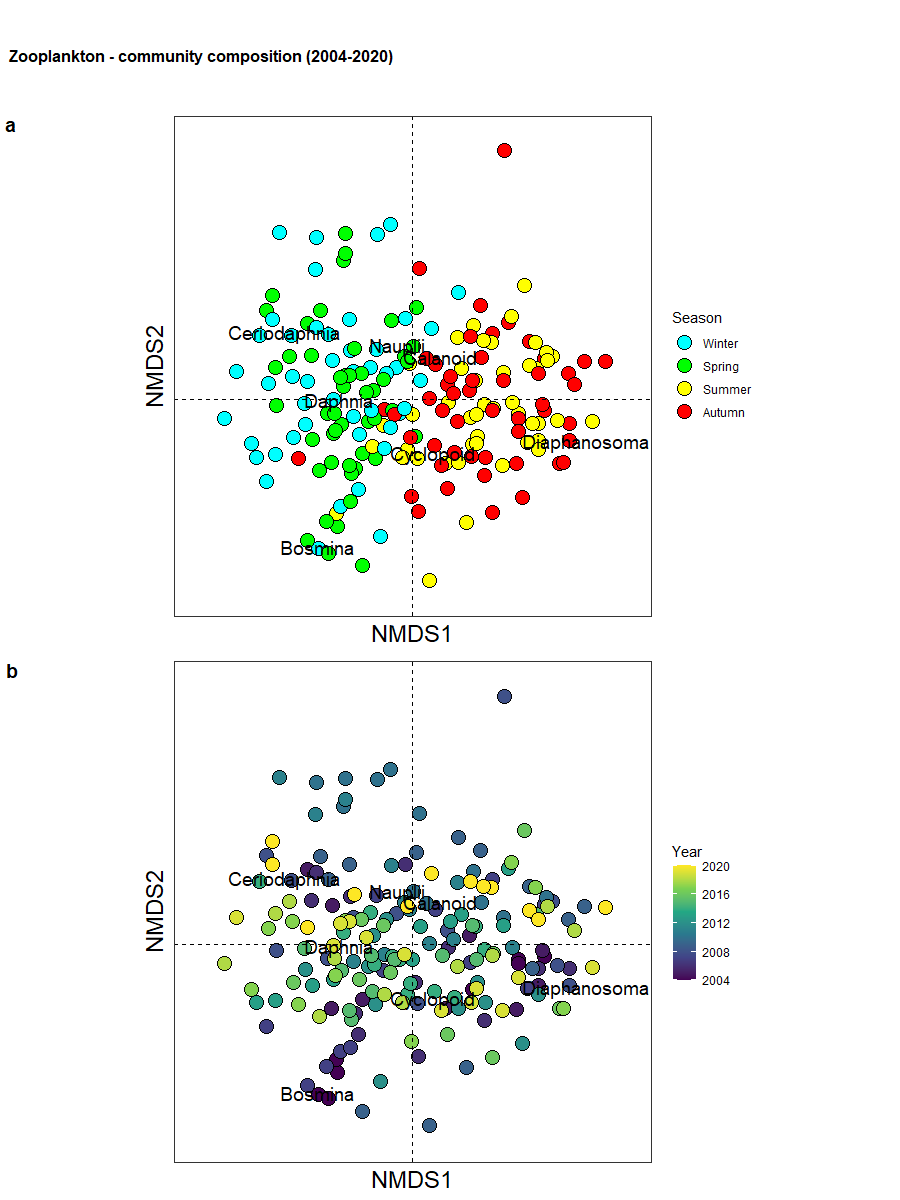 Zooplankton - community composition (2004-2020)
a
NMDS2
Ceriodaphnia
Nauplii
Calanoid
Daphnia
Diaphanosoma
Cyclopoid
Bosmina
NMDS1
Season
Winter
Spring
Summer
Autumn
b
NMDS2
Ceriodaphnia
Nauplii
Calanoid
Daphnia
Diaphanosoma
Cyclopoid
Bosmina
NMDS1
Year
2020
2016
2012
2008
2004